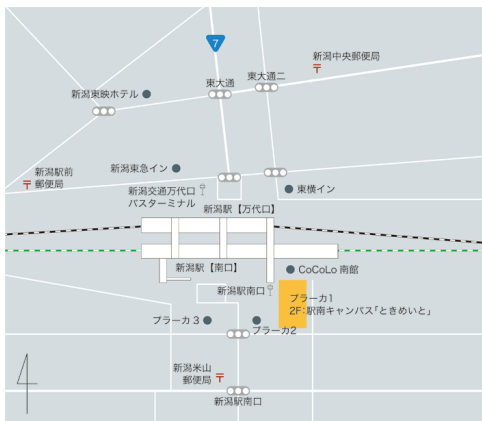 7
新潟中央郵便局
東大通
東大通二
新潟東映ホテル
新潟駅前
郵便局
新潟東急イン
新潟交通万代口
バスターミナル
東横イン
新潟駅【万代口】
新潟駅【南口】
CoCoLo 南館
新潟駅南口
プラーカ1
2F:駅南キャンパス「ときめいと」
プラーカ 3
プラーカ2
新潟米山
郵便局
新潟駅南口